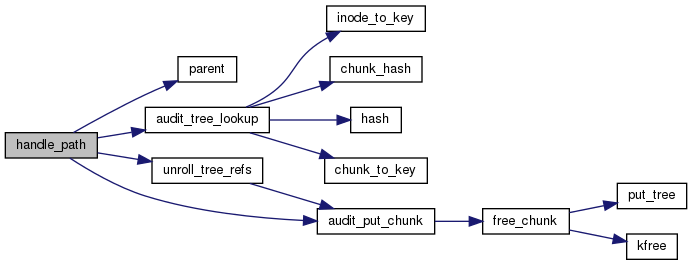 handle_path
parent
audit_tree_lookup
unroll_tree_refs
inode_to_key
chunk_hash
hash
chunk_to_key
audit_put_chunk
free_chunk
put_tree
kfree